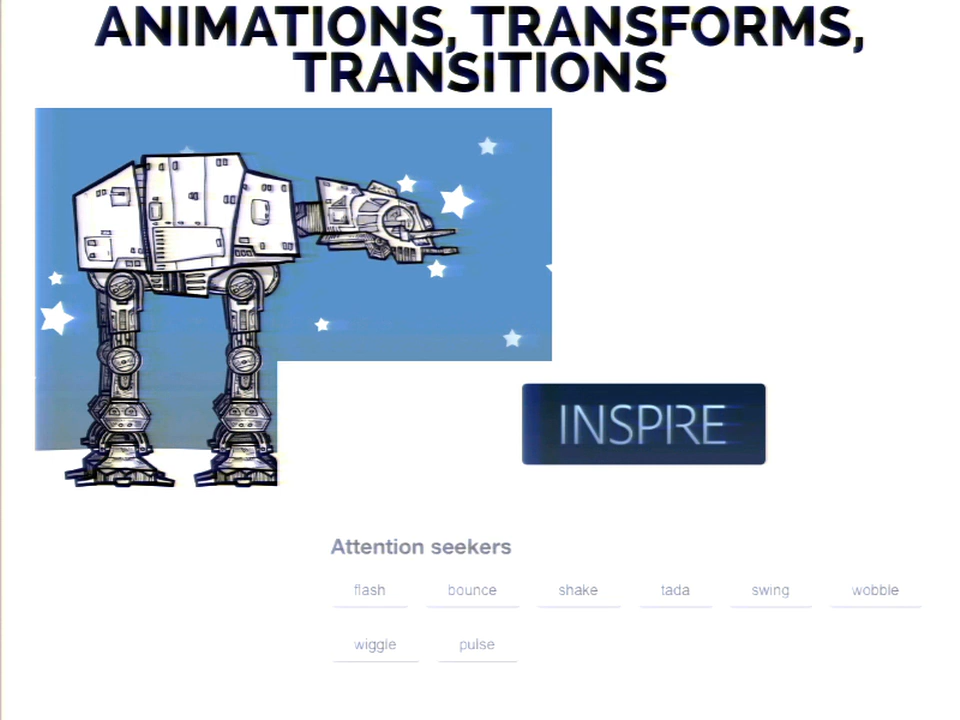 ANIMATIONS, TRANSFORMS,
TRANSITIONS
INSPIRE
Attention seekers
flash bounce shake tada swing wobble
wiggle pulse